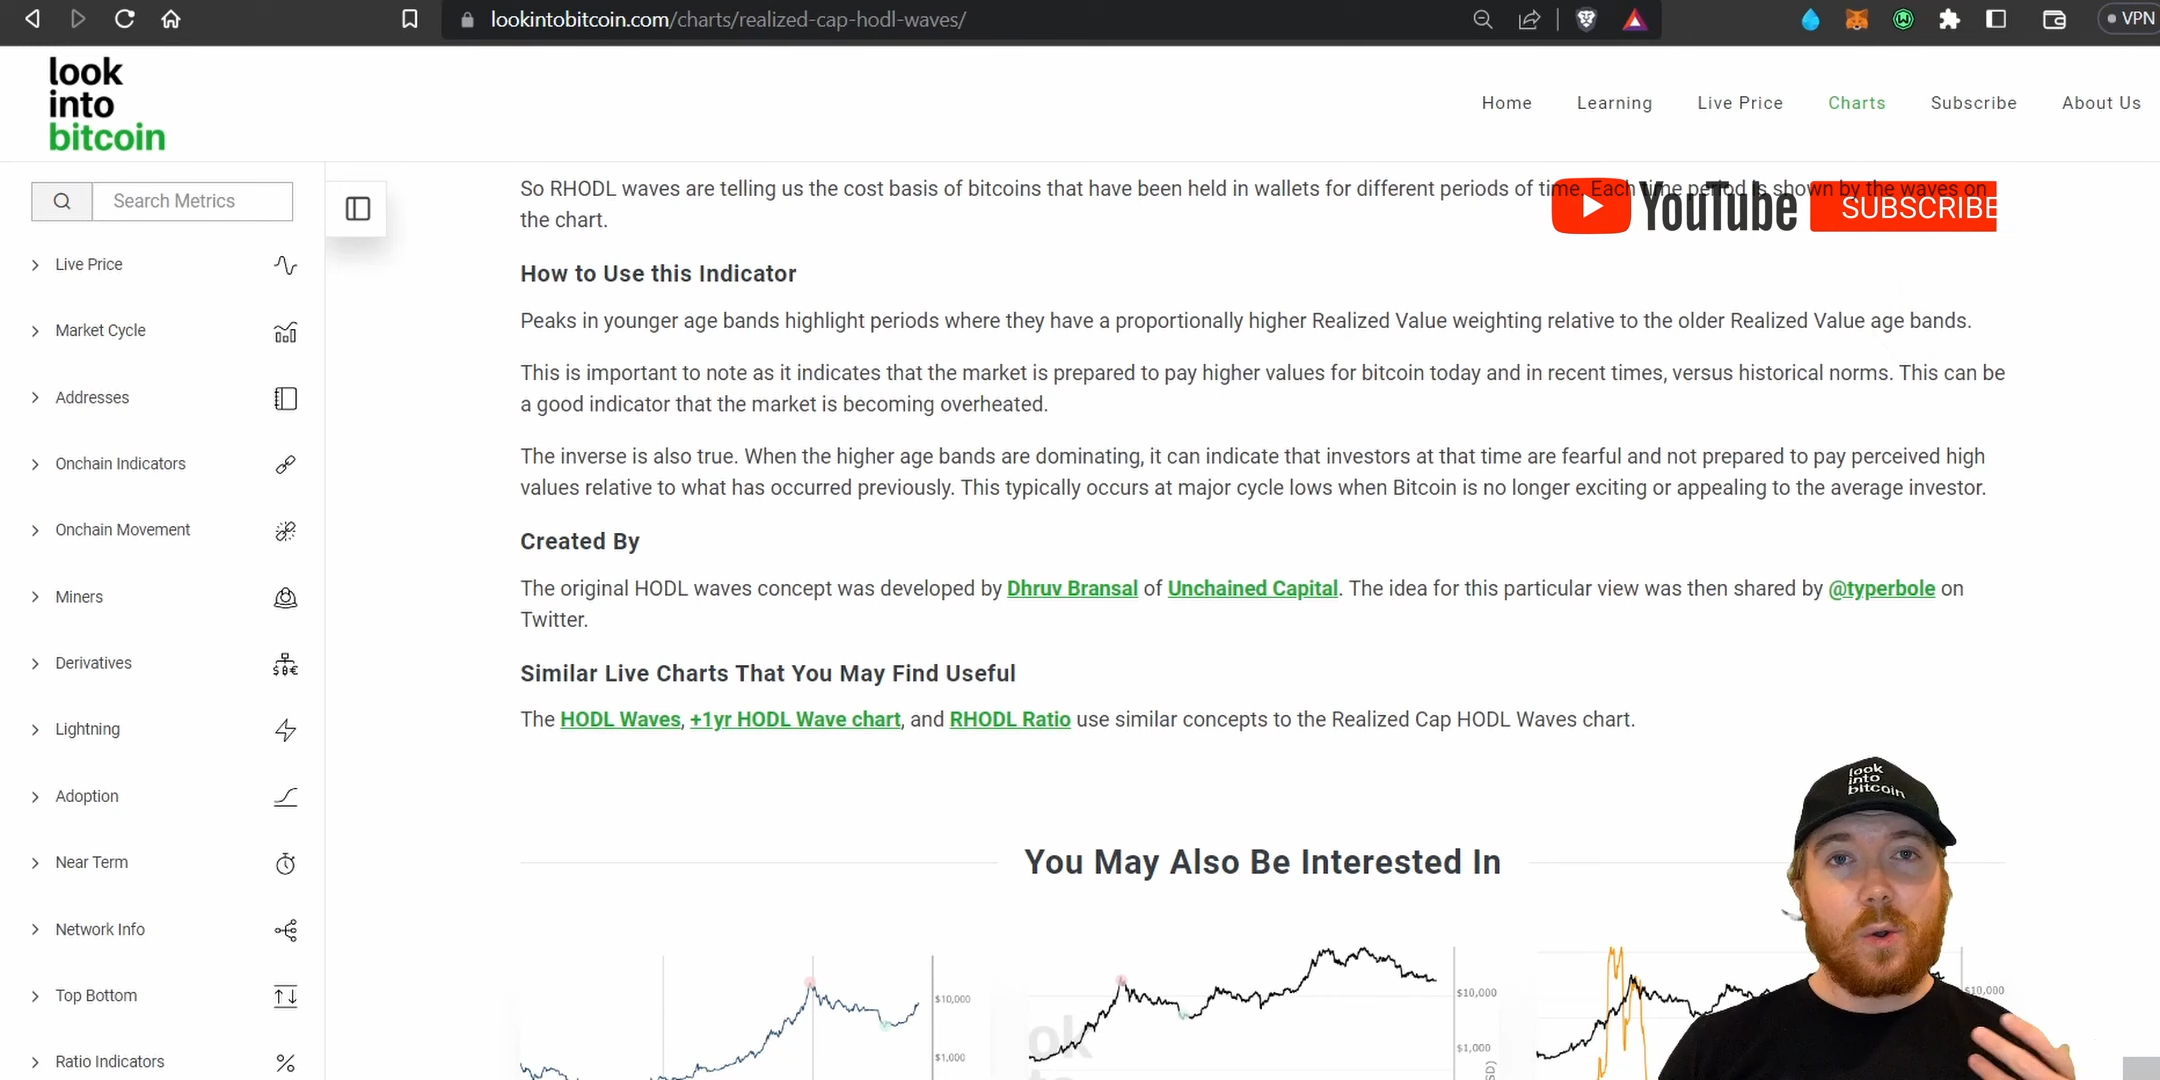 lookintobitcoin.com/charts/realized-cap-hodl-waves/
VPN
look
into
bitcoin
Home
Learning
Live Price
Charts
Subscribe
About Us
Search Metrics
Live Price
Market Cycle
Addresses
Onchain Indicators
Onchain Movement
Miners
Derivatives
Lightning
Adoption
Near Term
Network Info
Top Bottom
Ratio Indicators
So RHODL waves are telling us the cost basis of bitcoins that have been held in wallets for different periods of time. Each time period is shown by the waves on
the chart.
YouTube
SUBSCRIBE
How to Use this Indicator
Peaks in younger age bands highlight periods where they have a proportionally higher Realized Value weighting relative to the older Realized Value age bands.
This is important to note as it indicates that the market is prepared to pay higher values for bitcoin today and in recent times, versus historical norms. This can be
a good indicator that the market is becoming overheated.
The inverse is also true. When the higher age bands are dominating, it can indicate that investors at that time are fearful and not prepared to pay perceived high
values relative to what has occurred previously. This typically occurs at major cycle lows when Bitcoin is no longer exciting or appealing to the average investor.
Created By
The original HODL waves concept was developed by Dhruv Bransal of Unchained Capital. The idea for this particular view was then shared by @typerbole on
Twitter.
Similar Live Charts That You May Find Useful
The HODL Waves, +1yr HODL Wave chart, and RHODL Ratio use similar concepts to the Realized Cap HODL Waves chart.
You May Also Be Interested In
look
into
bitcoin
$10,000
$1,000
$10,000
$1,000
$10,000